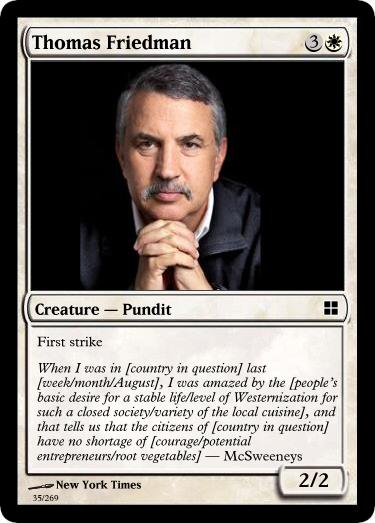 Thomas Friedman 3
Creature — Pundit
First strike
When I was in [country in question] last
[week/month/August], I was amazed by the [people's
basic desire for a stable life/level of Westernization for
such a closed society/variety of the local cuisine], and
that tells us that the citizens of [country in question]
have no shortage of [courage/potential
entrepreneurs/root vegetables] — McSweeneys
2/2
New York Times
35/269